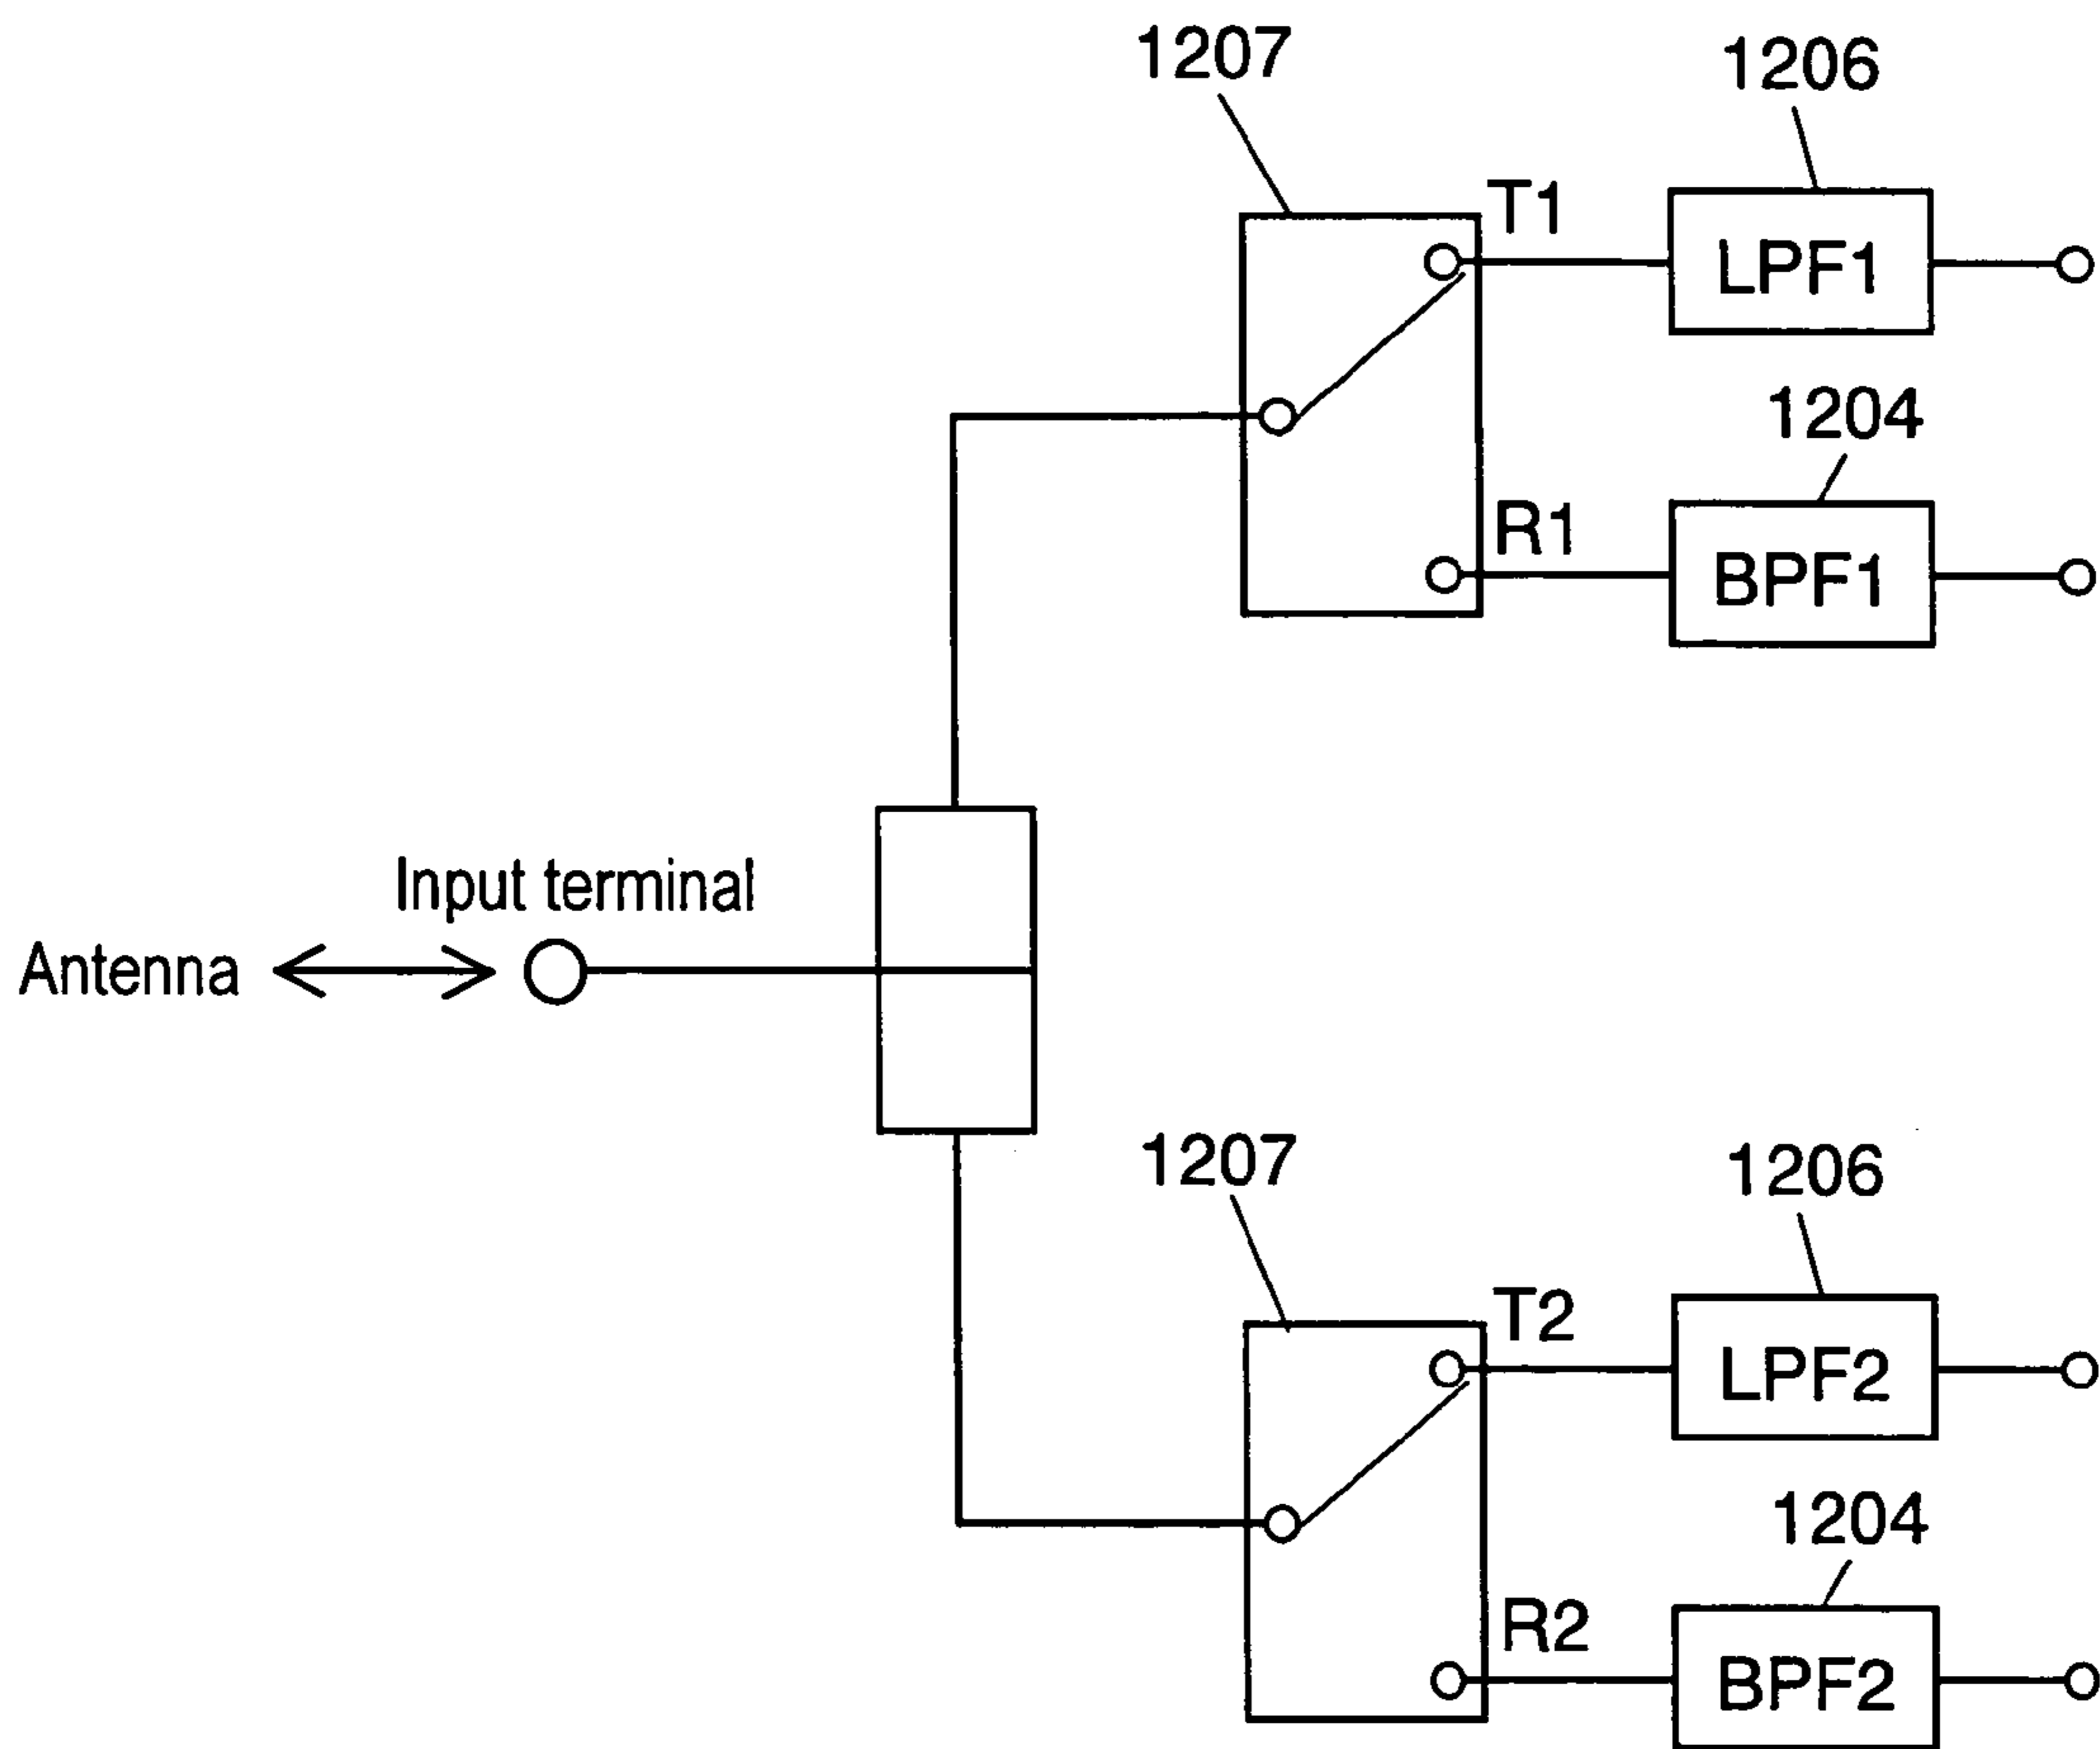 1207
1206
T1
LPF1
1204
R1
BPF1
Input terminal
Antenna
1207
1206
T2
LPF2
1204
R2
BPF2